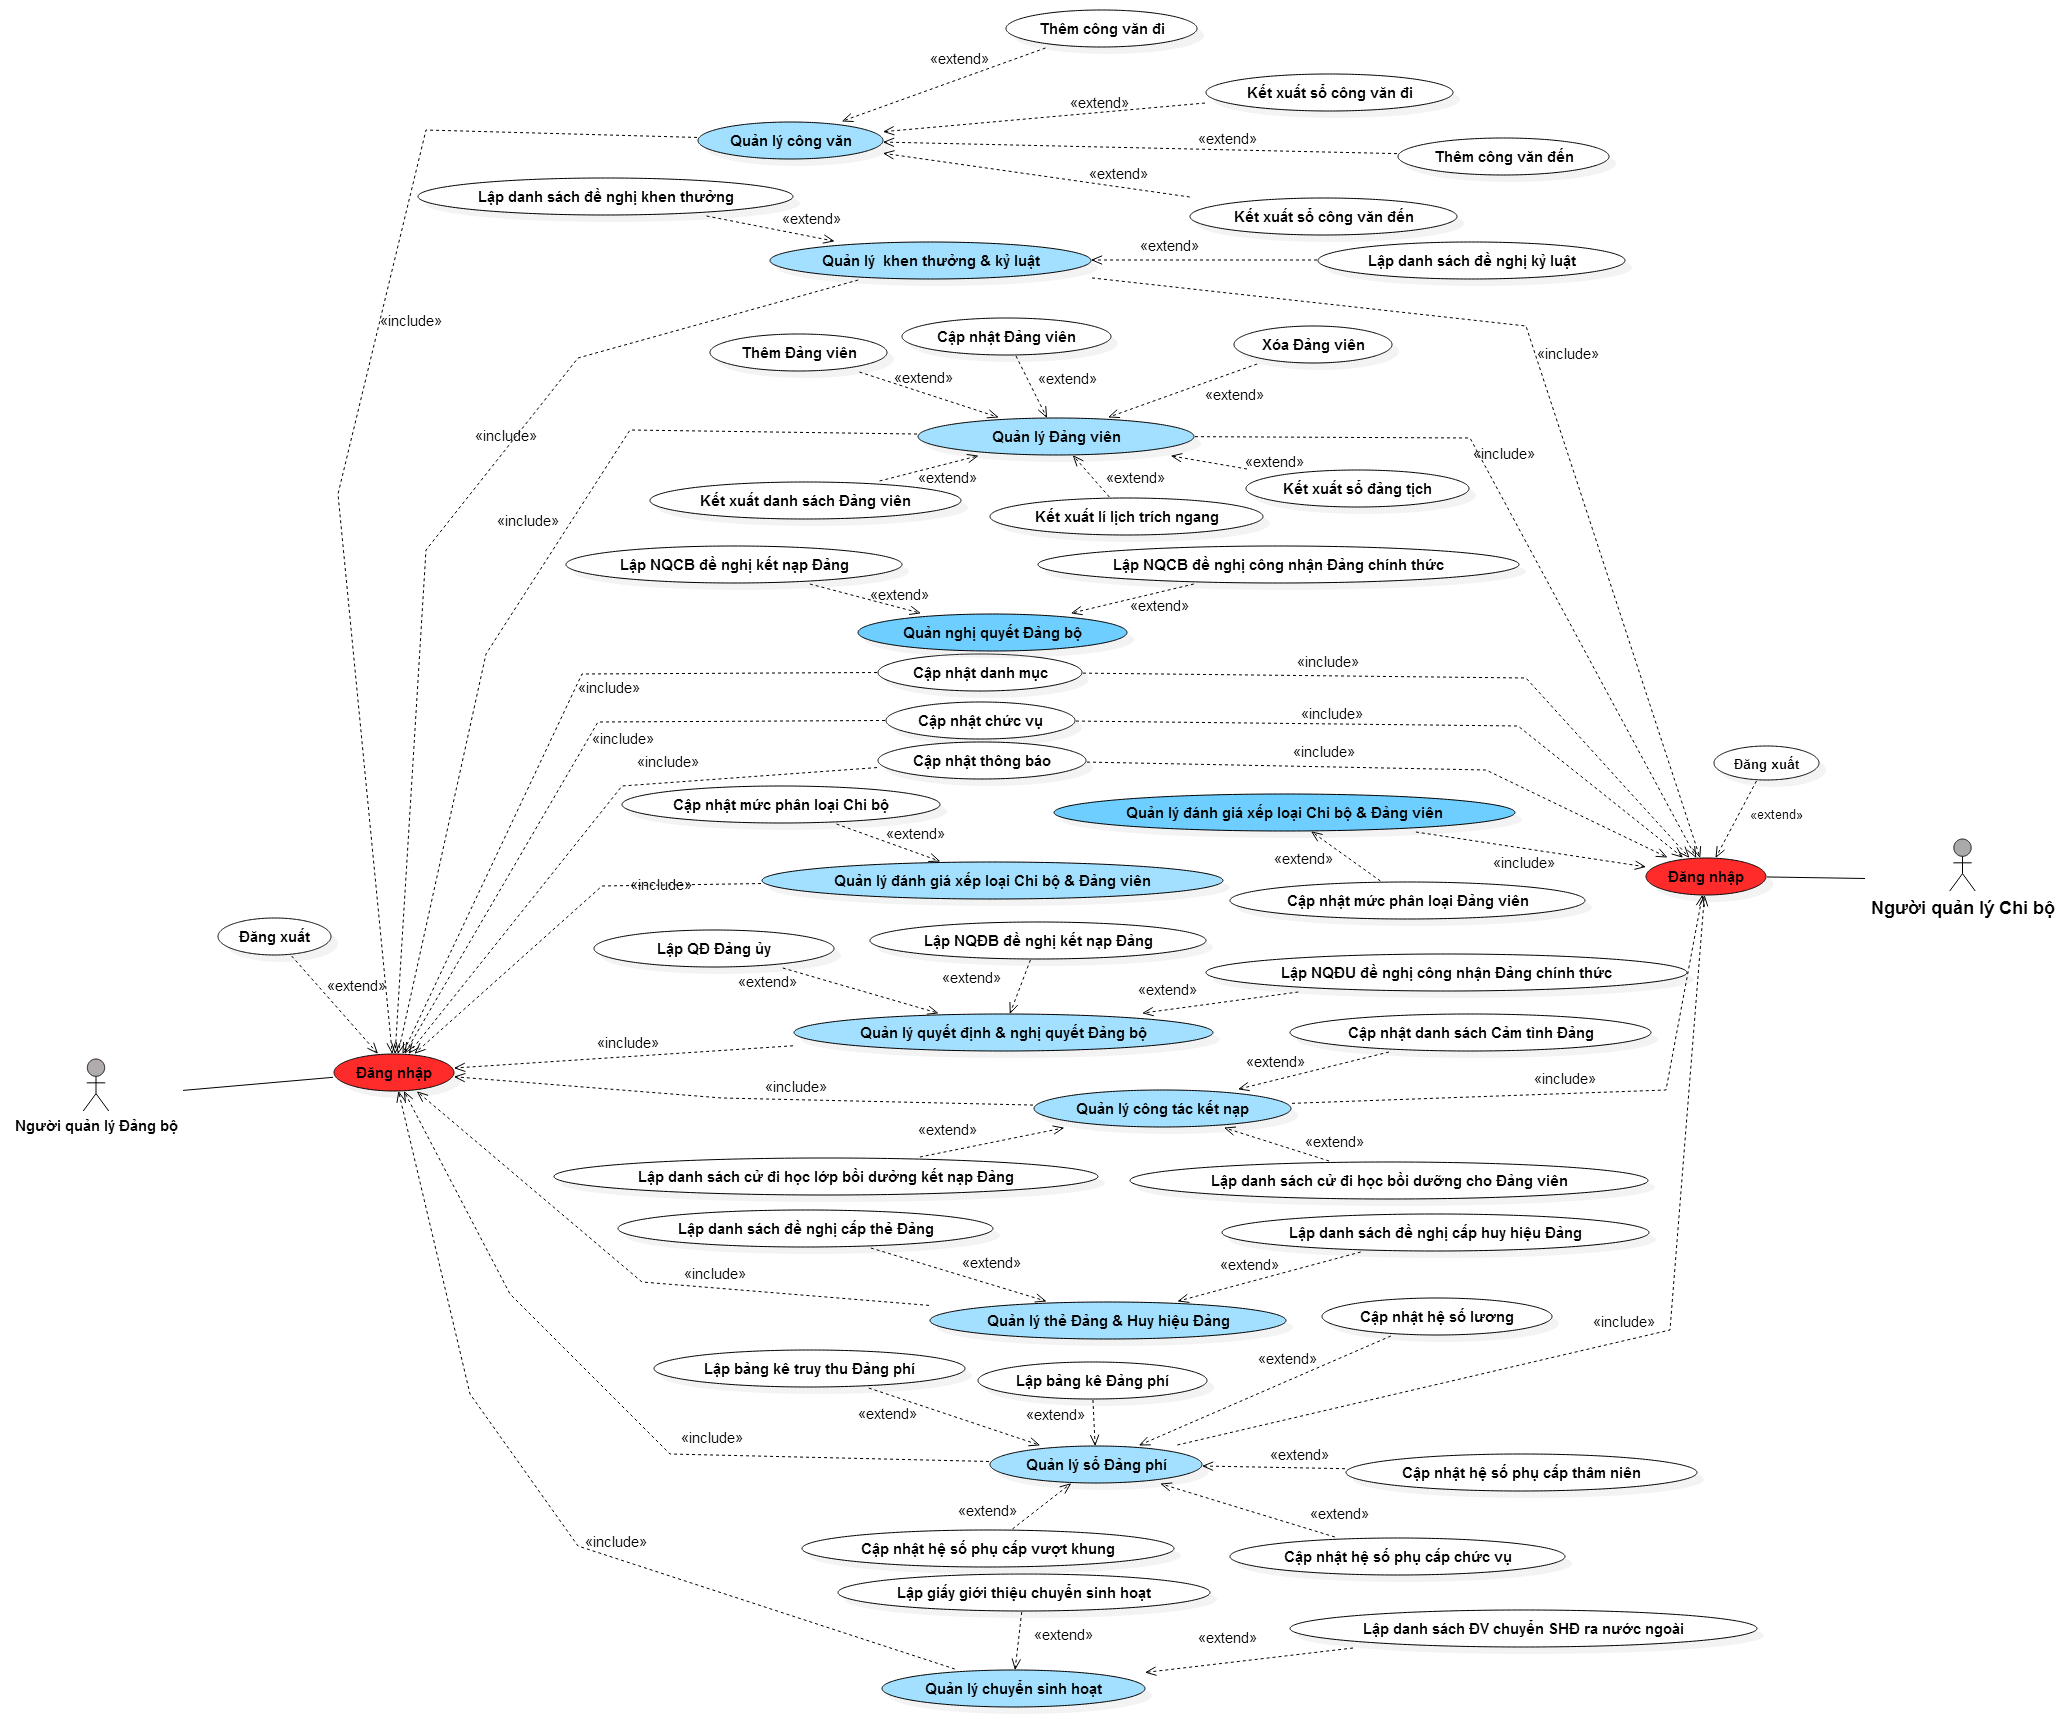 Thêm công văn đi
«extend»
Kết xuất sổ công văn đi
«extend»
Quản lý công văn
«extend»
Thêm công văn đến
«extend»
Lập danh sách đề nghị khen thưởng
«extend»
Kết xuất sổ công văn đến
Quản lý  khen thưởng & kỷ luật
«extend»
Lập danh sách đề nghị kỷ luật
«include»
«include»
Thêm Đảng viên
Cập nhật Đảng viên
Xóa Đảng viên
«extend»
«extend»
«extend»
«include»
Quản lý Đảng viên
«include»
«extend»
«extend»
«extend»
Kết xuất danh sách Đảng viên
Kết xuất sổ đảng tịch
«include»
Kết xuất lí lịch trích ngang
Lập NQCB đề nghị kết nạp Đảng
Lập NQCB đề nghị công nhận Đảng chính thức
«extend»
«extend»
Quản nghị quyết Đảng bộ
Cập nhật danh mục
«include»
«include»
Cập nhật chức vụ
«include»
«include»
Cập nhật thông báo
«include»
«include»
Đăng xuất
Cập nhật mức phân loại Chi bộ
Quản lý đánh giá xếp loại Chi bộ & Đảng viên
«extend»
«extend»
«extend»
«include»
Quản lý đánh giá xếp loại Chi bộ & Đảng viên
«include»
Đăng nhập
Cập nhật mức phân loại Đảng viên
Người quản lý Chi bộ
Đăng xuất
Lập QĐ Đảng ủy
Lập NQĐB đề nghị kết nạp Đảng
Lập NQĐU đề nghị công nhận Đảng chính thức
«extend»
«extend»
«extend»
«extend»
Quản lý quyết định & nghị quyết Đảng bộ
Cập nhật danh sách Cảm tình Đảng
«include»
«extend»
Đăng nhập
«include»
«include»
Quản lý công tác kết nạp
Người quản lý Đảng bộ
«extend»
«extend»
Lập danh sách cử đi học lớp bồi dưởng kết nạp Đảng
Lập danh sách cử đi học bồi dưỡng cho Đảng viên
Lập danh sách đề nghị cấp thẻ Đảng
Lập danh sách đề nghị cấp huy hiệu Đảng
«extend»
«extend»
«include»
Quản lý thẻ Đảng & Huy hiệu Đảng
Cập nhật hệ số lương
«include»
«extend»
Lập bảng kê truy thu Đảng phí
Lập bảng kê Đảng phí
«extend»
«extend»
«include»
Quản lý sổ Đảng phí
«extend»
Cập nhật hệ số phụ cấp thâm niên
«extend»
«extend»
«include»
Cập nhật hệ số phụ cấp vượt khung
Cập nhật hệ số phụ cấp chức vụ
Lập giấy giới thiệu chuyển sinh hoạt
Lập danh sách ĐV chuyển SHĐ ra nước ngoài
«extend»
«extend»
Quản lý chuyển sinh hoạt